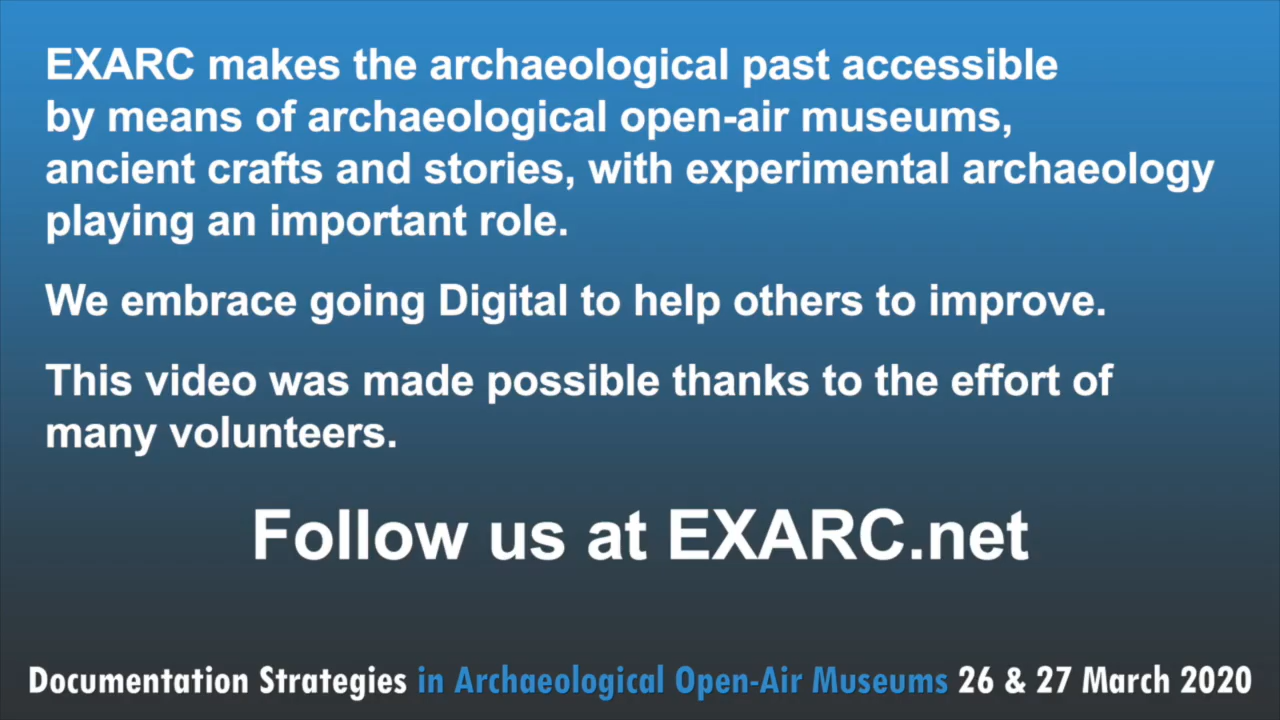 EXARC makes the archaeological past accessible
by means of archaeological open-air museums,
ancient crafts and stories, with experimental archaeology
playing an important role.
We embrace going Digital to help others to improve.
This video was made possible thanks to the effort of
many volunteers.
Follow us at EXARC.net
Documentation Strategies in Archaeological Open-Air Museums 26 & 27 March 2020